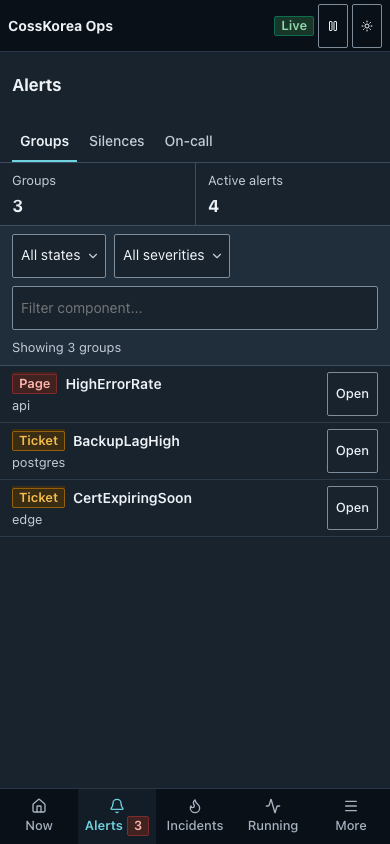 CossKorea Ops
Live
Alerts
Groups Silences On-call
Groups
3
Active alerts
4
All states
All severities
Filter component...
Showing 3 groups
Page HighErrorRate
api
Open
Ticket BackupLagHigh
postgres
Open
Ticket CertExpiringSoon
edge
Open
Now
Alerts 3
Incidents
Running
More